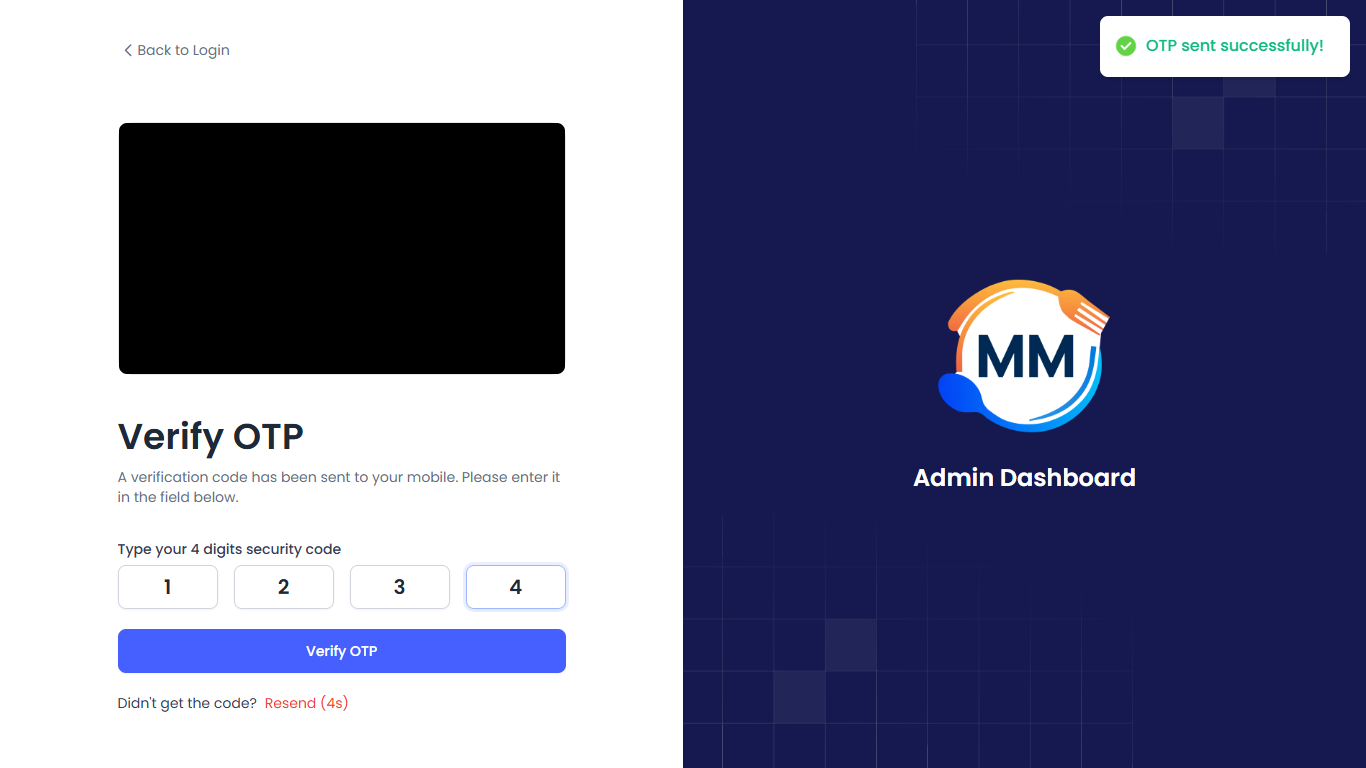 Back to Login
OTP sent successfully!
Verify OTP
A verification code has been sent to your mobile. Please enter it
in the field below.
Type your 4 digits security code
1 2 3 4
Verify OTP
Didn't get the code? Resend (4s)
MM
Admin Dashboard